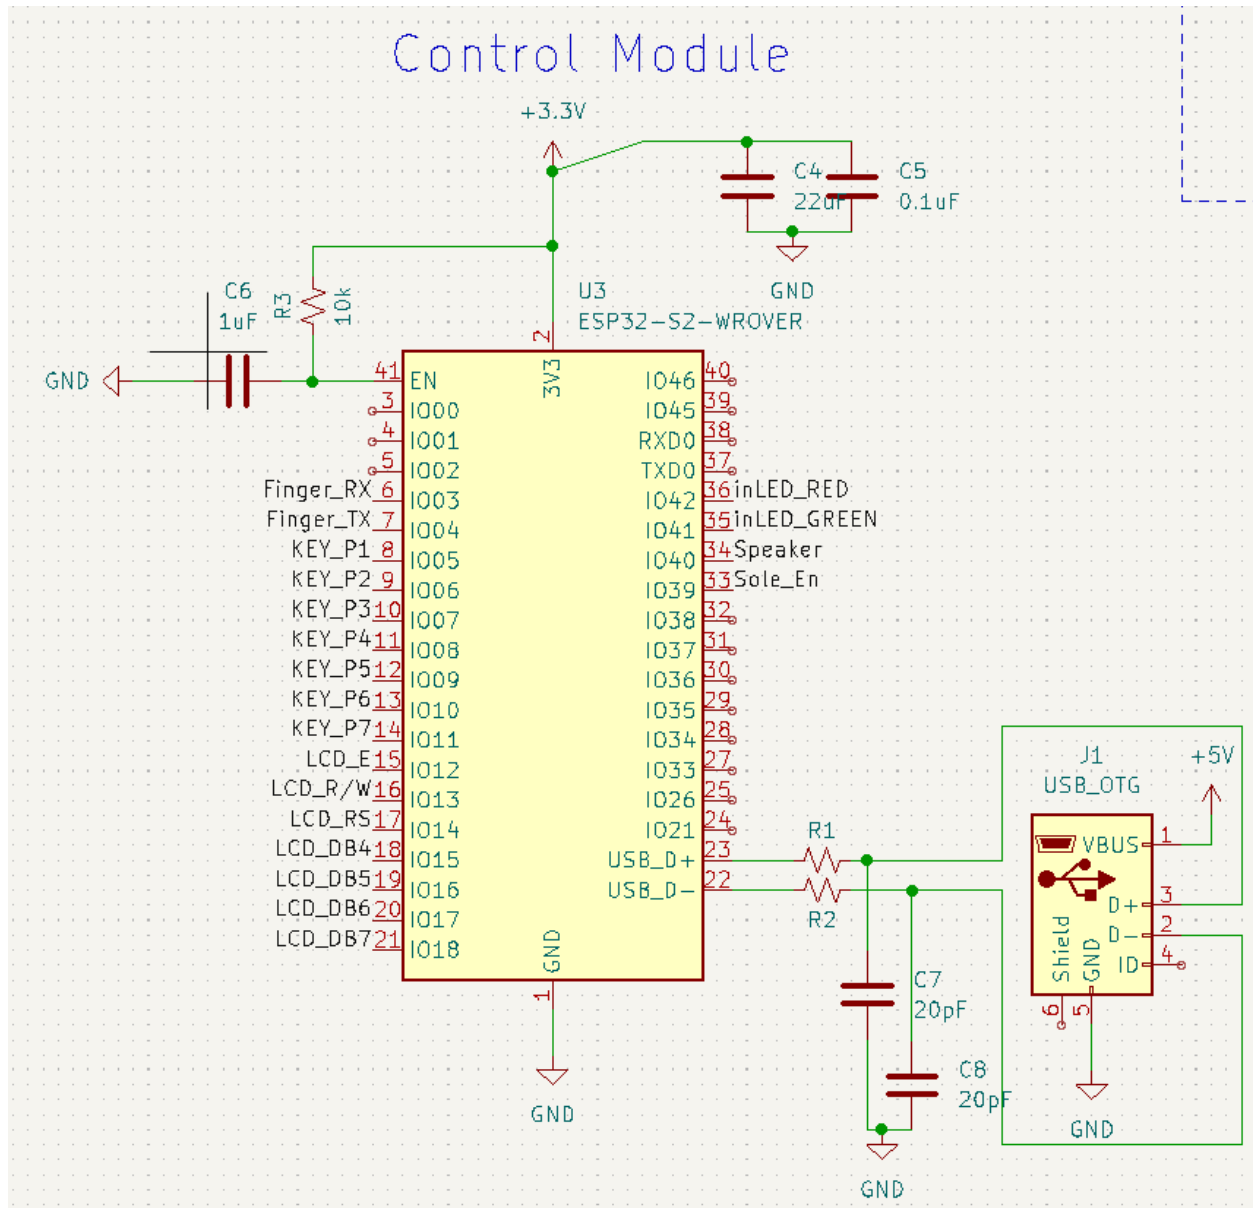 Control Module
+3.3V
C4
22uF
C5
0.1uF
GND
C6
1uF
R3
10k
GND
U3
ESP32-S2-WROVER
2
3V3
41 EN
3 IO00
4 IO01
5 IO02
Finger_RX 6 IO03
Finger_TX 7 IO04
KEY_P1 8 IO05
KEY_P2 9 IO06
KEY_P3 10 IO07
KEY_P4 11 IO08
KEY_P5 12 IO09
KEY_P6 13 IO10
KEY_P7 14 IO11
LCD_E 15 IO12
LCD_R/W 16 IO13
LCD_RS 17 IO14
LCD_DB4 18 IO15
LCD_DB5 19 IO16
LCD_DB6 20 IO17
LCD_DB7 21 IO18
IO46 40
IO45 39
RXD0 38
TXD0 37
IO42 36 inLED_RED
IO41 35 inLED_GREEN
IO40 34 Speaker
IO39 33 Sole_En
IO38 32
IO37 31
IO36 30
IO35 29
IO34 28
IO33 27
IO26 25
IO21 24
USB_D+ 23
USB_D- 22
GND
1
GND
R1
R2
C7
20pF
C8
20pF
GND
J1
USB_OTG
+5V
VBUS 1
D+ 3
D- 2
ID 4
Shield
GND
6
5
GND